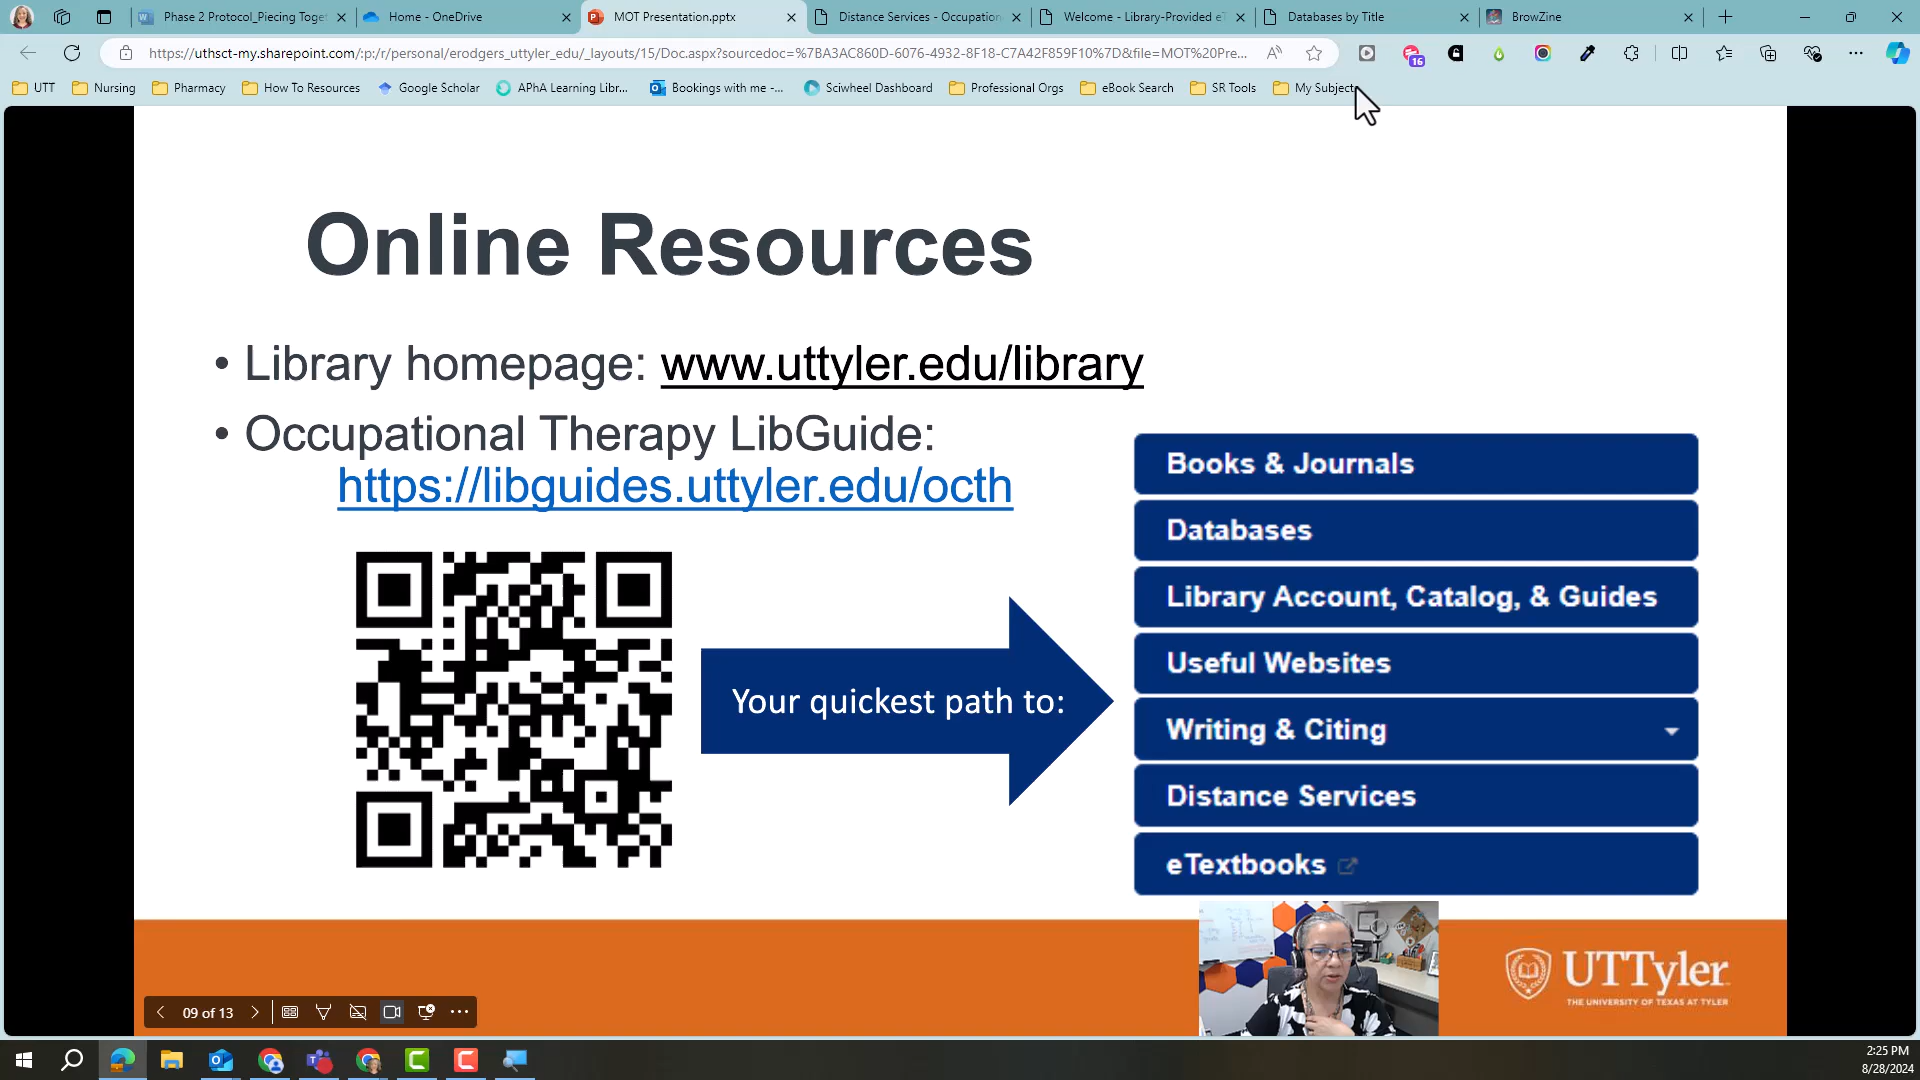 Phase 2 Protocol_Piecing Toget
Home - OneDrive
MOT Presentation.pptx
Distance Services - Occupation
Welcome - Library-Provided eT
Databases by Title
BrowZine
https://uthsct-my.sharepoint.com/:p:/r/personal/erodgers_uttyler_edu/_layouts/15/Doc.aspx?sourcedoc=%7BA3AC860D-6076-4932-8F18-C7A42F859F10%7D&file=MOT%20Pre...
16
UTT
Nursing
Pharmacy
How To Resources
Google Scholar
APhA Learning Libr...
Bookings with me -...
Sciwheel Dashboard
Professional Orgs
eBook Search
SR Tools
My Subject
Online Resources
• Library homepage: www.uttyler.edu/library
• Occupational Therapy LibGuide:
https://libguides.uttyler.edu/octh
Your quickest path to:
Books & Journals
Databases
Library Account, Catalog, & Guides
Useful Websites
Writing & Citing
Distance Services
eTextbooks
UTTyler
THE UNIVERSITY OF TEXAS AT TYLER
09 of 13
2:25 PM
8/28/2024